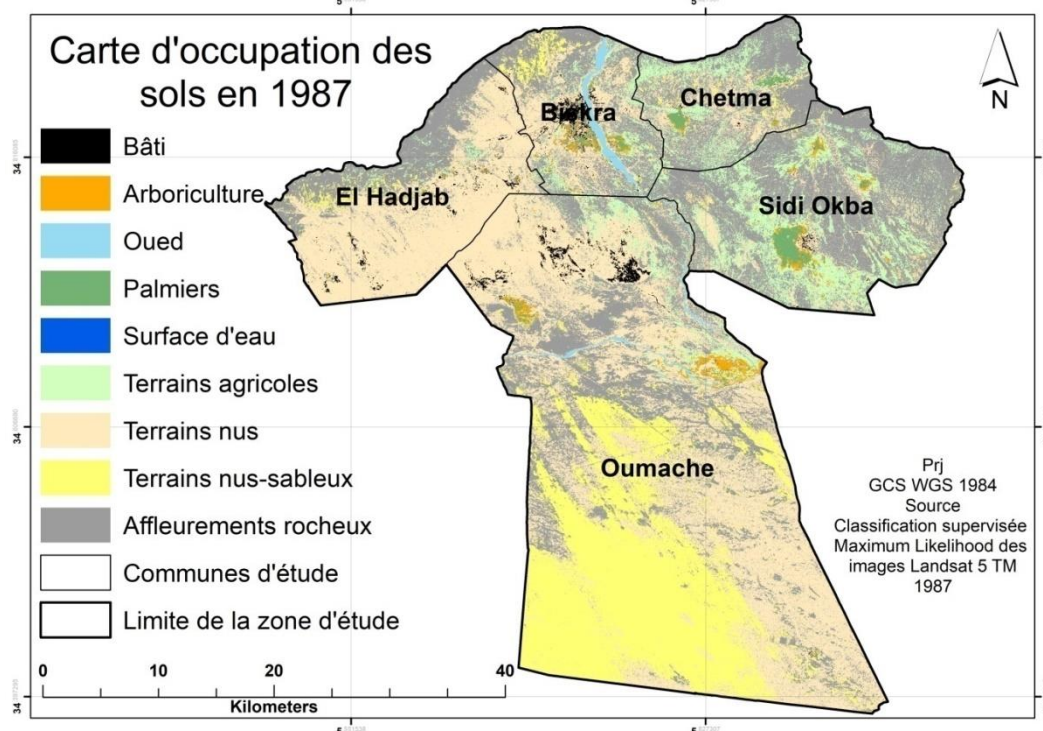 Carte d'occupation des
sols en 1987
Bâti
Arboriculture
Oued
Palmiers
Surface d'eau
Terrains agricoles
Terrains nus
Terrains nus-sableux
Affleurements rocheux
Communes d'étude
Limite de la zone d'étude
0 10 20 40
Kilometers
Biskra
Chetma
El Hadjab
Sidi Okba
Oumache
N
Prj
GCS WGS 1984
Source
Classification supervisée
Maximum Likelihood des
images Landsat 5 TM
1987
34
34
34
5
5